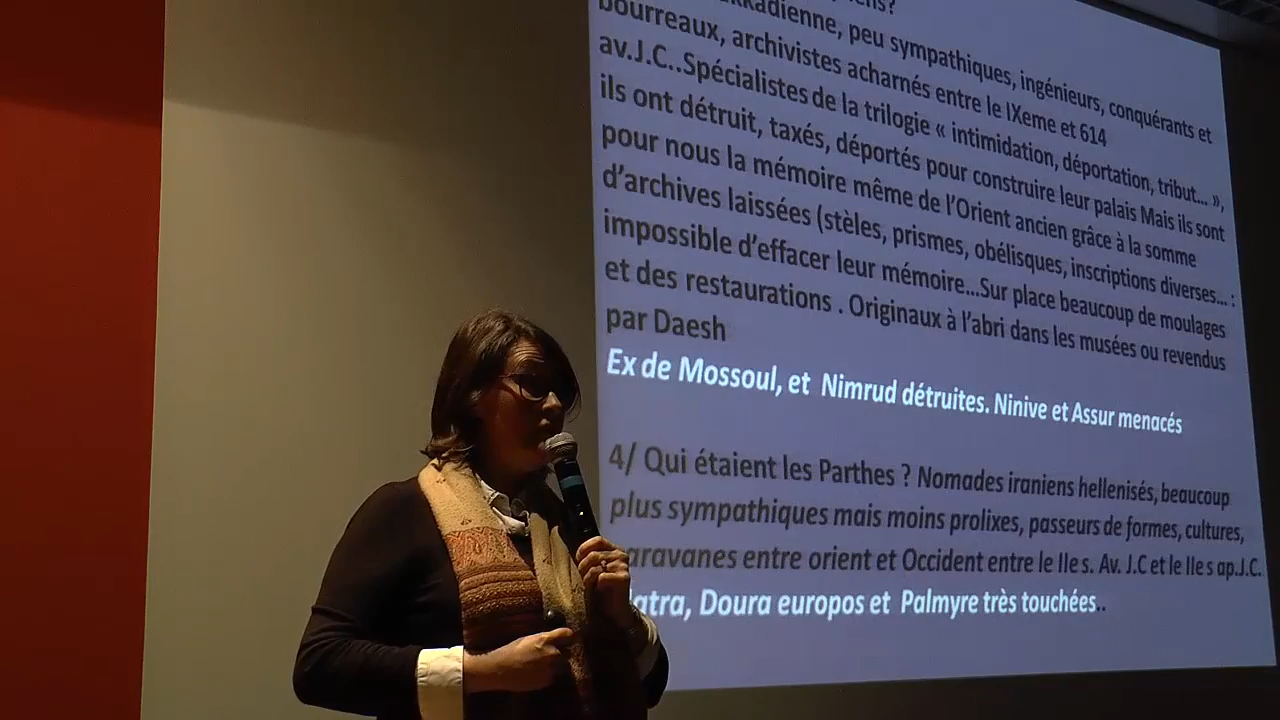 kkadienne, peu sympathiques, ingénieurs, conquérants et
bourreaux, archivistes acharnés entre le IXeme et 614
av.J.C..Spécialistes de la trilogie « intimidation, déportation, tribut… »,
ils ont détruit, taxés, déportés pour construire leur palais Mais ils sont
pour nous la mémoire même de l’Orient ancien grâce à la somme
d’archives laissées (stèles, prismes, obélisques, inscriptions diverses… :
impossible d’effacer leur mémoire…Sur place beaucoup de moulages
et des restaurations . Originaux à l’abri dans les musées ou revendus
par Daesh
Ex de Mossoul, et Nimrud détruites. Ninive et Assur menacés
4/ Qui étaient les Parthes ? Nomades iraniens hellenisés, beaucoup
plus sympathiques mais moins prolixes, passeurs de formes, cultures,
aravanes entre orient et Occident entre le IIe s. Av. J.C et le IIe s ap.J.C.
atra, Doura europos et Palmyre très touchées..